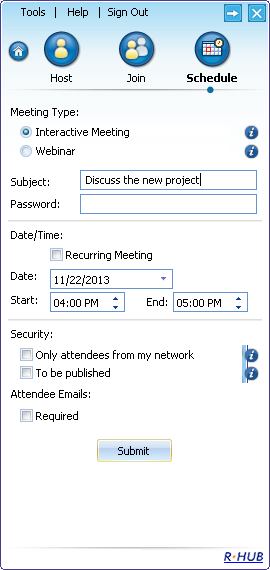 Tools | Help | Sign Out
Host Join Schedule
Meeting Type:
Interactive Meeting
Webinar
Subject: Discuss the new project
Password:
Date/Time:
Recurring Meeting
Date: 11/22/2013
Start: 04:00 PM End: 05:00 PM
Security:
Only attendees from my network
To be published
Attendee Emails:
Required
Submit
R·HUB